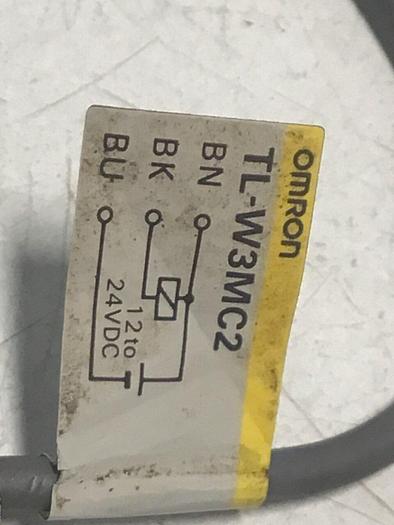 OMRON
TL-W3MC2
BN
BK
BU
12 to
24VDC